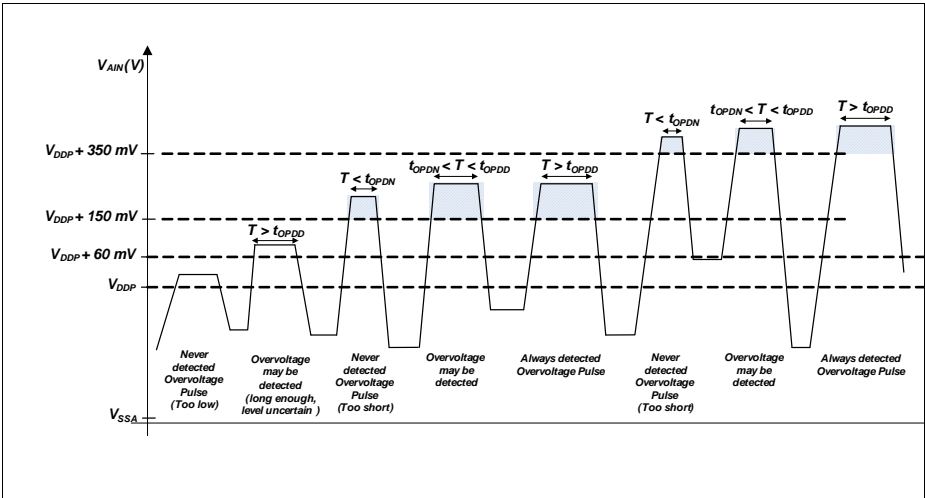 VAIN (V)
T > tOPDD
tOPDN < T < tOPDD
T < tOPDN
VDDP + 350 mV
tOPDN < T < tOPDD
T > tOPDD
T < tOPDN
VDDP + 150 mV
T > tOPDD
VDDP + 60 mV
VDDP
Never
detected
Overvoltage
Pulse
(Too low)
Overvoltage
may be
detected
(long enough,
level uncertain )
Never
detected
Overvoltage
Pulse
(Too short)
Overvoltage
may be
detected
Always detected
Overvoltage Pulse
Never
detected
Overvoltage
Pulse
(Too short)
Overvoltage
may be
detected
Always detected
Overvoltage Pulse
VSSA